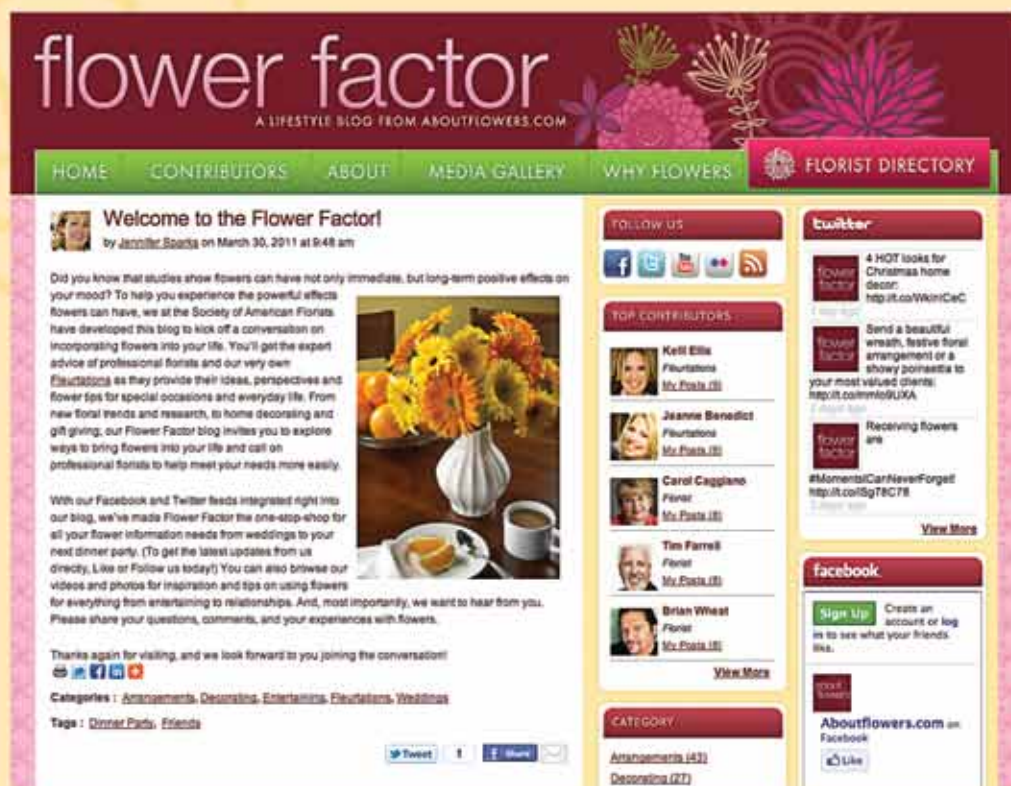 flower factor
A LIFESTYLE BLOG FROM ABOUTFLOWERS.COM
HOME CONTRIBUTORS ABOUT MEDIA GALLERY WHY FLOWERS FLORIST DIRECTORY
Welcome to the Flower Factor!
by Jennifer Sparks on March 30, 2011 at 9:48 am
Did you know that studies show flowers can have not only immediate, but long-term positive effects on
your mood? To help you experience the powerful effects
flowers can have, we at the Society of American Florists
have developed this blog to kick off a conversation on
incorporating flowers into your life. You'll get the expert
advice of professional florists and our very own
Fleurtations as they provide their ideas, perspectives and
flower tips for special occasions and everyday life. From
new floral trends and research, to home decorating and
gift giving, our Flower Factor blog invites you to explore
ways to bring flowers into your life and call on
professional florists to help meet your needs more easily.
With our Facebook and Twitter feeds integrated right into
our blog, we've made Flower Factor the one-stop-shop for
all your flower information needs from weddings to your
next dinner party. (To get the latest updates from us
directly, Like or Follow us today!) You can also browse our
videos and photos for inspiration and tips on using flowers
for everything from entertaining to relationships. And, most importantly, we want to hear from you.
Please share your questions, comments, and your experiences with flowers.
Thanks again for visiting, and we look forward to you joining the conversation!
Categories : Arrangements, Decorating, Entertaining, Fleurtations, Weddings
Tags : Dinner Party, Friends
Tweet 1 Share
FOLLOW US
TOP CONTRIBUTORS
Kelli Ellis
Fleurtations
My Posts (9)
Jeanne Benedict
Fleurtations
My Posts (8)
Carol Caggiano
Florist
My Posts (8)
Tim Farrell
Florist
My Posts
Brian Wheat
Florist
My Posts
View More
CATEGORY
Arrangements (43)
Decorating (27)
twitter
flower factor
4 HOT looks for
Christmas home
decor:
flower factor
Send a beautiful
wreath, festive floral
arrangement or a
showy poinsettia to
your most valued clients:
flower factor
Receiving flowers
are
#MomentsICanNeverForget!
View More
facebook
Sign Up Create an
account or log
in to see what your friends
like.
about flowers
Aboutflowers.com on
Facebook
Like